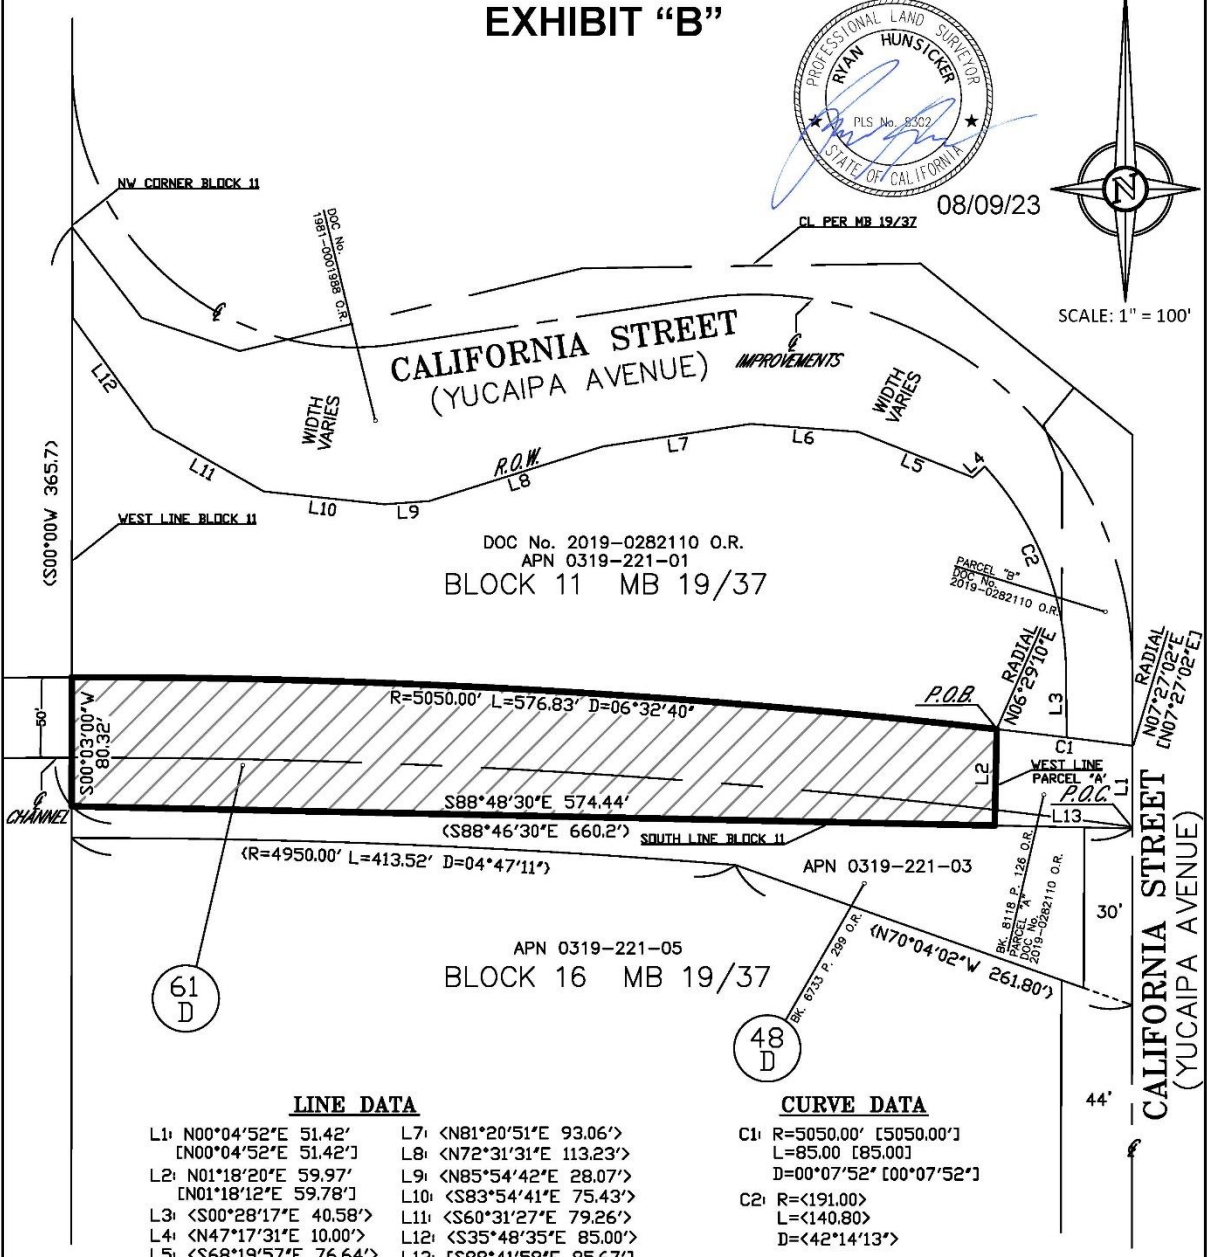 EXHIBIT “B”
PROFESSIONAL LAND SURVEYOR
RYAN HUNSICKER
PLS No. 8302
STATE OF CALIFORNIA
08/09/23
N
SCALE: 1" = 100'
NW CORNER BLOCK 11
DOC No.
1981-0001988 O.R.
CL PER MB 19/37
CALIFORNIA STREET
(YUCAIPA AVENUE)
℄
IMPROVEMENTS
℄
WIDTH
VARIES
WIDTH
VARIES
L12
L11
L10
L9
R.O.W.
L8
L7
L6
L5
L4
(S00°00'W 365.7)
WEST LINE BLOCK 11
DOC No. 2019-0282110 O.R.
APN 0319-221-01
BLOCK 11 MB 19/37
C2
PARCEL "B"
DOC No.
2019-0282110 O.R.
RADIAL
N06°29'10"E
L3
RADIAL
N07°27'02"E
[N07°27'02"E]
P.O.B.
R=5050.00' L=576.83' D=06°32'40"
50'
S00°03'00"W
80.32'
℄
CHANNEL
C1
L2
WEST LINE
PARCEL 'A'
P.O.C.
L1
L13
S88°48'30"E 574.44'
(S88°46'30"E 660.2')
SOUTH LINE BLOCK 11
<R=4950.00' L=413.52' D=04°47'11">
APN 0319-221-03
BK. 8118 P. 126 O.R.
PARCEL "A"
DOC No.
2019-0282110 O.R.
30'
<N70°04'02"W 261.80'>
APN 0319-221-05
BLOCK 16 MB 19/37
61
D
BK. 6733 P. 299 O.R.
48
D
CALIFORNIA STREET
(YUCAIPA AVENUE)
44'
℄
LINE DATA
L1: N00°04'52"E 51.42'
[N00°04'52"E 51.42']
L2: N01°18'20"E 59.97'
[N01°18'12"E 59.78']
L3: <S00°28'17"E 40.58'>
L4: <N47°17'31"E 10.00'>
L5: <S68°19'57"E 76.64'>
L7: <N81°20'51"E 93.06'>
L8: <N72°31'31"E 113.23'>
L9: <N85°54'42"E 28.07'>
L10: <S83°54'41"E 75.43'>
L11: <S60°31'27"E 79.26'>
L12: <S35°48'35"E 85.00'>
CURVE DATA
C1: R=5050.00' [5050.00']
L=85.00 [85.00]
D=00°07'52" [00°07'52"]
C2: R=<191.00>
L=<140.80>
D=<42°14'13">